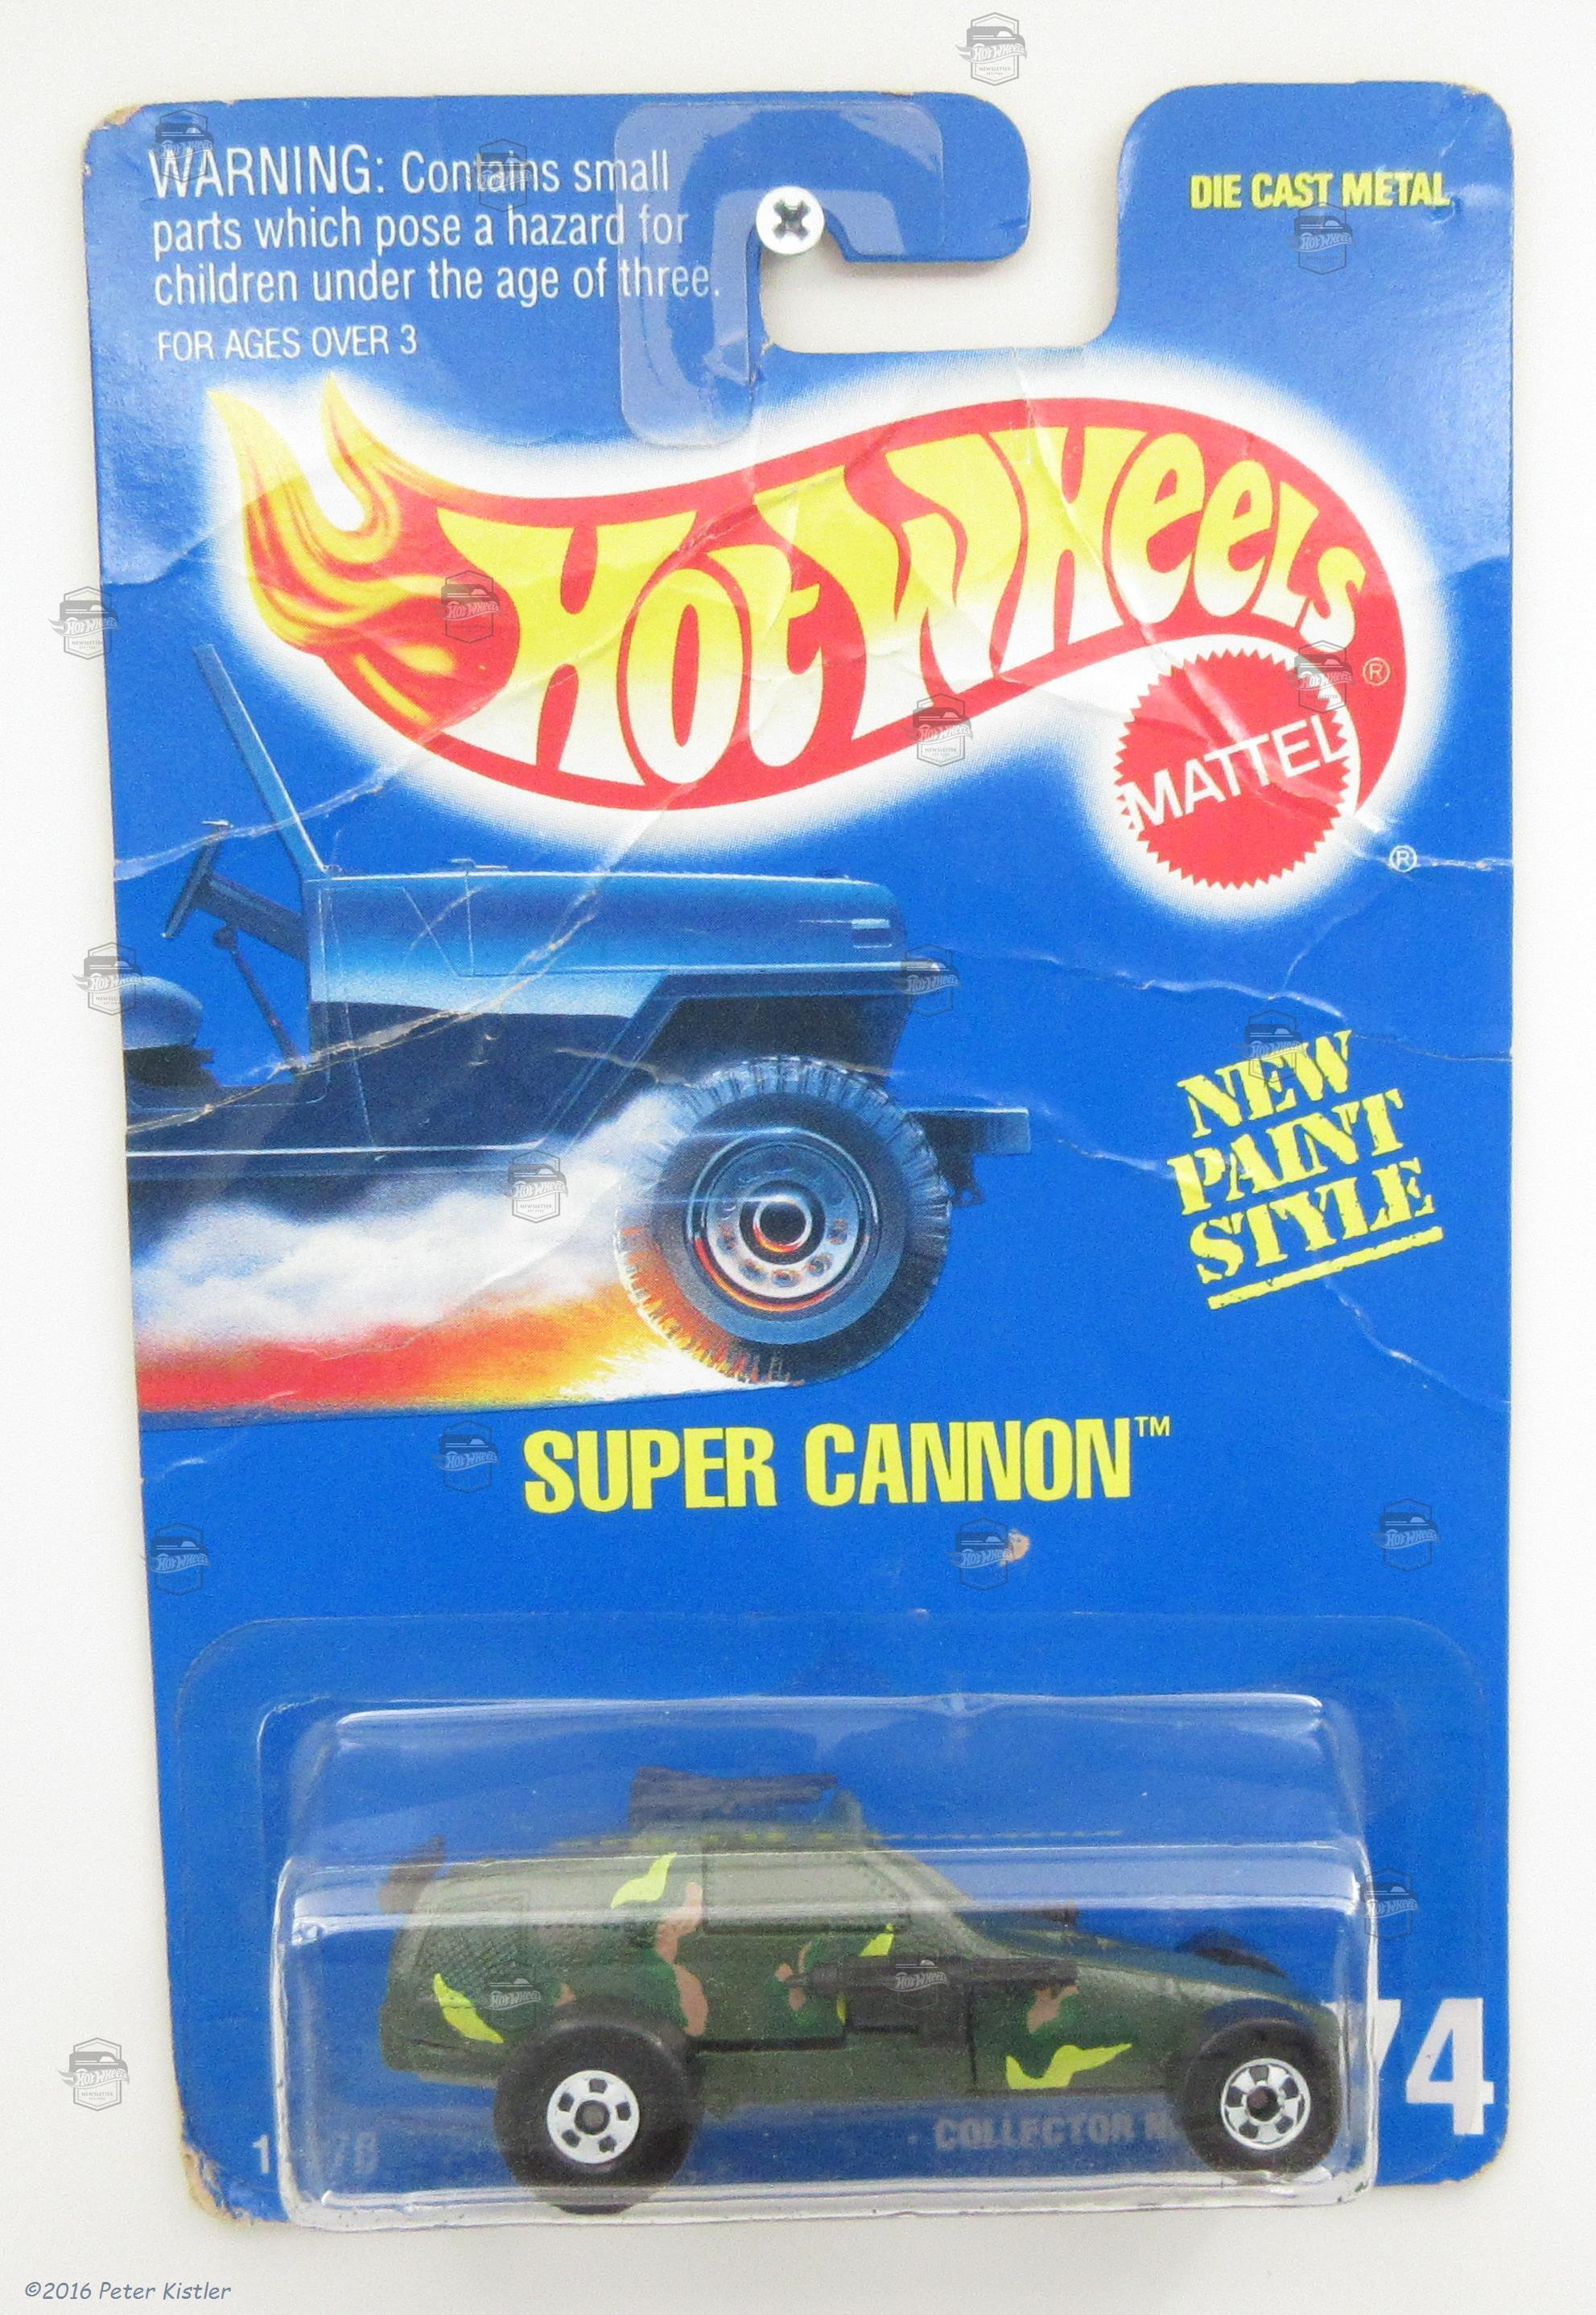 WARNING: Contains small
parts which pose a hazard for
children under the age of three.
FOR AGES OVER 3
DIE CAST METAL
HOT WHEELS ®
MATTEL ®
NEW
PAINT
STYLE
SUPER CANNON™
COLLECTOR
74
©2016 Peter Kistler